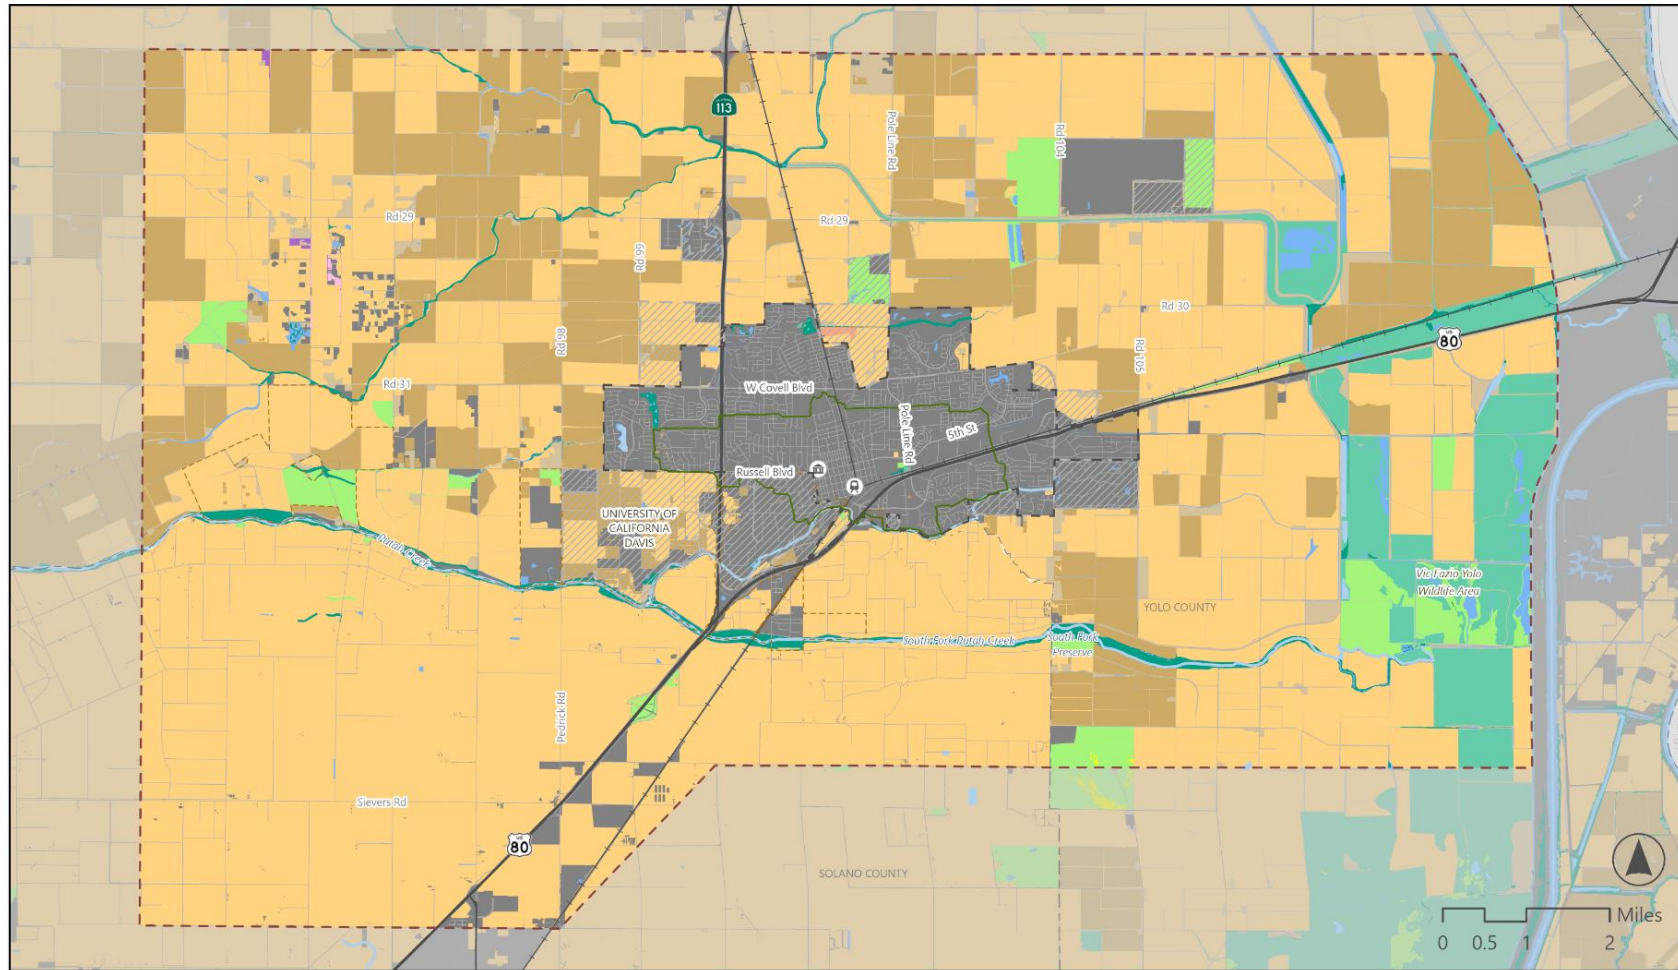 113
Pole Line Rd
Rd 104
Rd 29
Rd 29
Rd 99
Rd 30
Rd 98
US
80
Rd 105
Rd 31
W Covell Blvd
Pole Line Rd
5th St
Russell Blvd
UNIVERSITY OF
CALIFORNIA
DAVIS
Putah Creek
Vic Fazio Yolo
Wildlife Area
YOLO COUNTY
South Fork Putah Creek
South Fork
Preserve
Pedrick Rd
Sievers Rd
US
80
SOLANO COUNTY
Miles
0 0.5 1 2